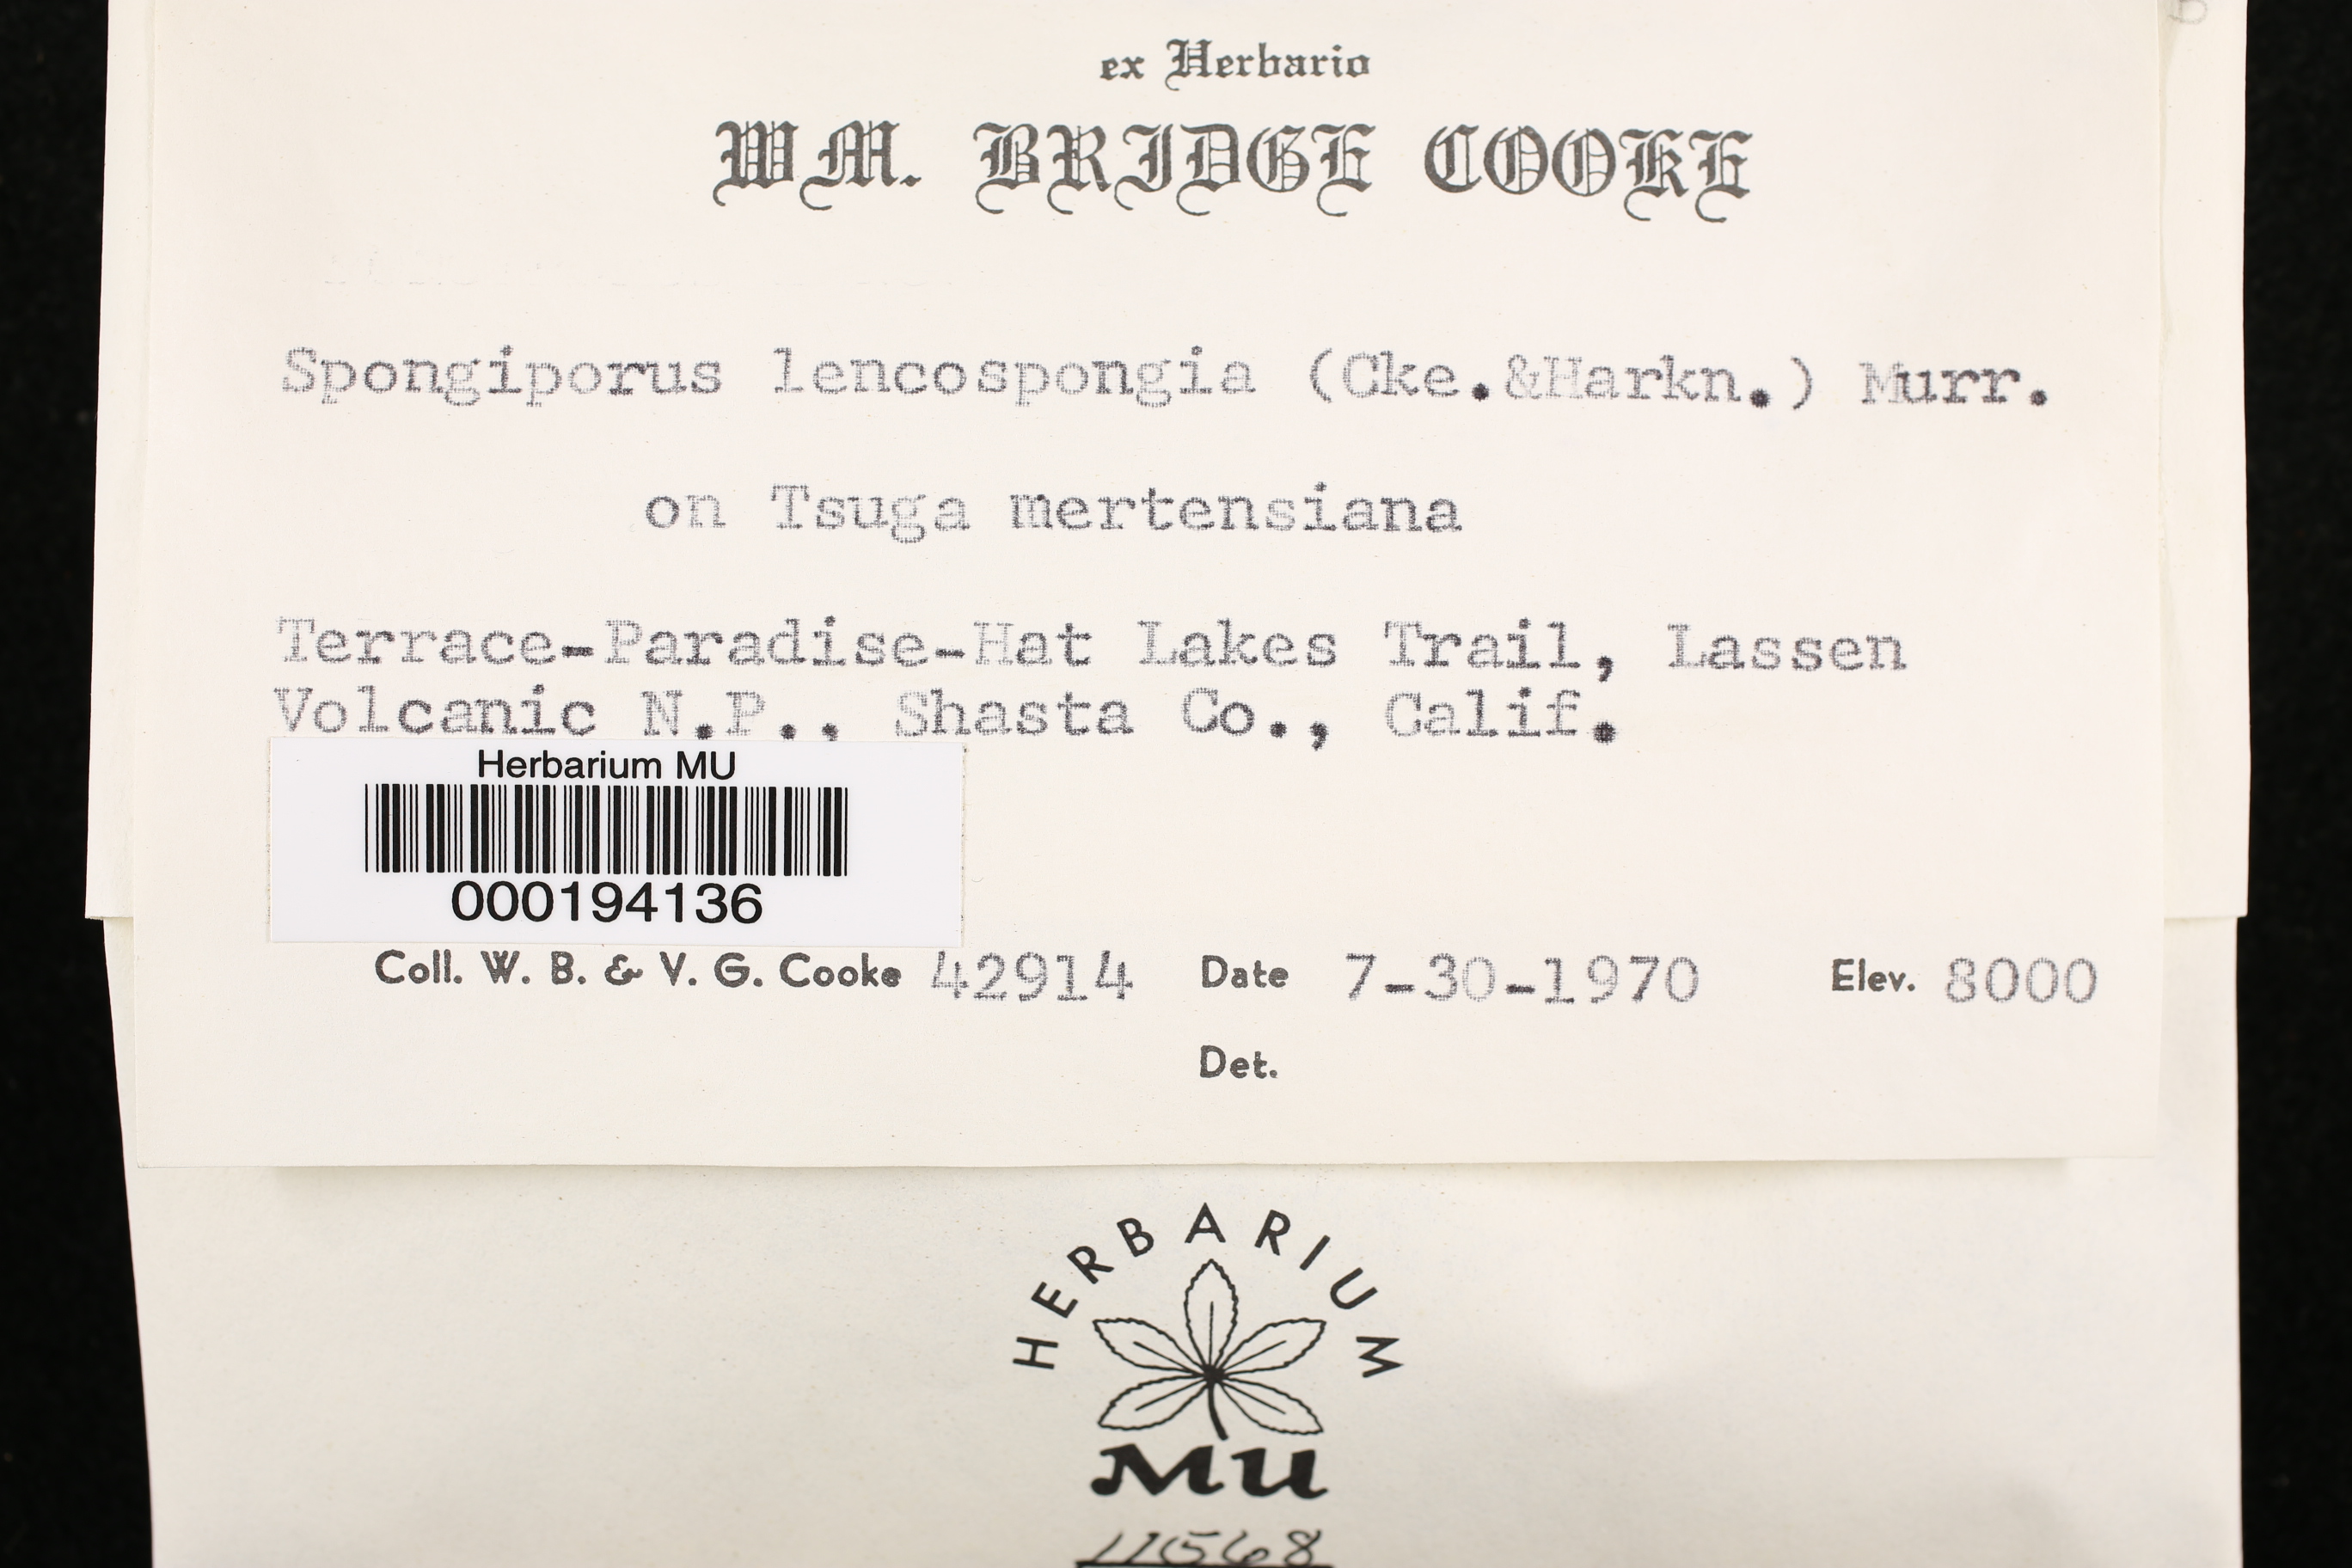 ex Herbario
WM. BRIDGE COOKE
Spongiporus lencospongia (Cke.&Harkn.) Murr.
on Tsuga mertensiana
Terrace-Paradise-Hat Lakes Trail, Lassen
Volcanic N.P., Shasta Co., Calif.
Herbarium MU
000194136
Coll. W. B. & V. G. Cooke 42914 Date 7-30-1970 Elev. 8000
Det.
HERBARIUM
MU
11568